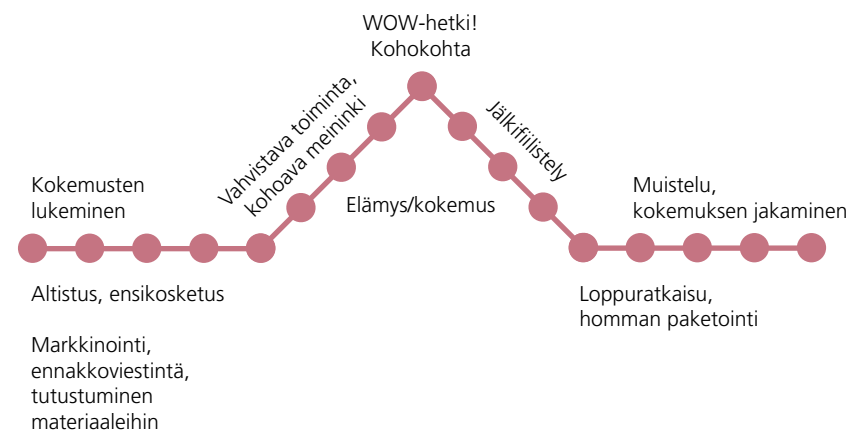 WOW-hetki!
Kohokohta
Vahvistava toiminta,
kohoava meininki
Jälkifiilistely
Kokemusten
lukeminen
Elämys/kokemus
Muistelu,
kokemuksen jakaminen
Altistus, ensikosketus
Loppuratkaisu,
homman paketointi
Markkinointi,
ennakkoviestintä,
tutustuminen
materiaaleihin